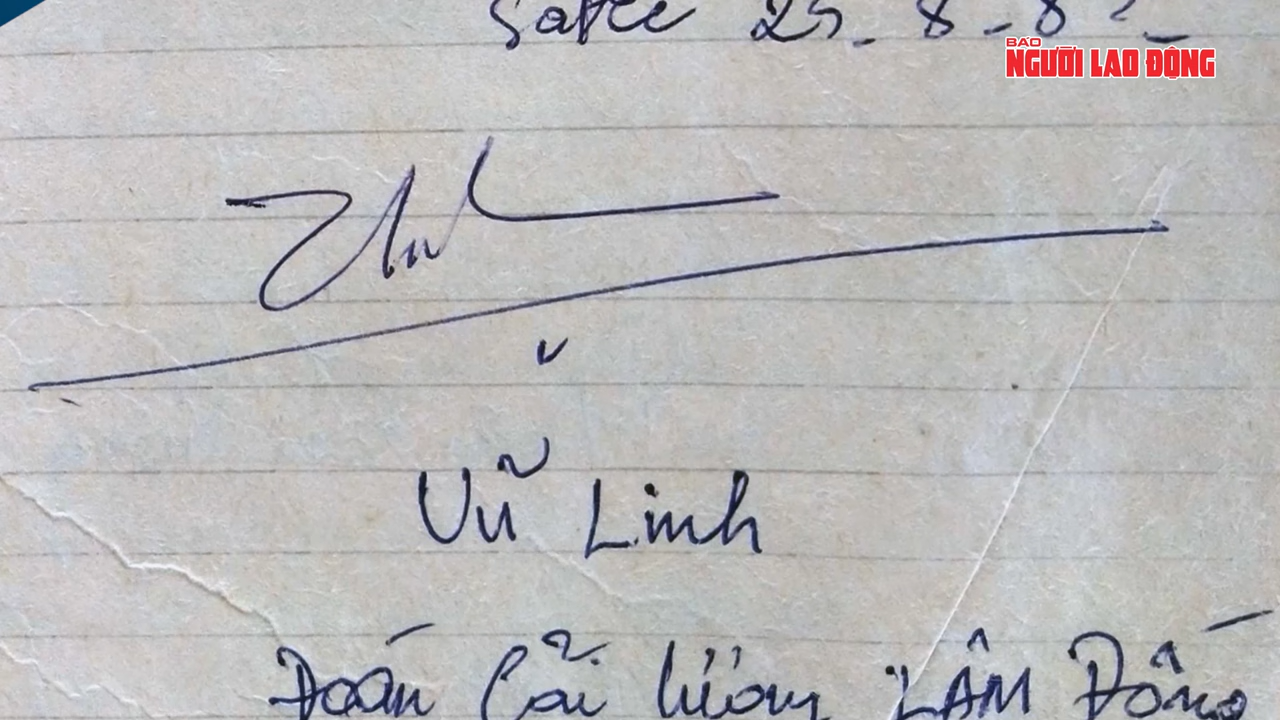 25-8-8
BÁO
NGƯỜI LAO ĐỘNG
Vũ Linh
Đoàn Cải lương LÂM Đồng